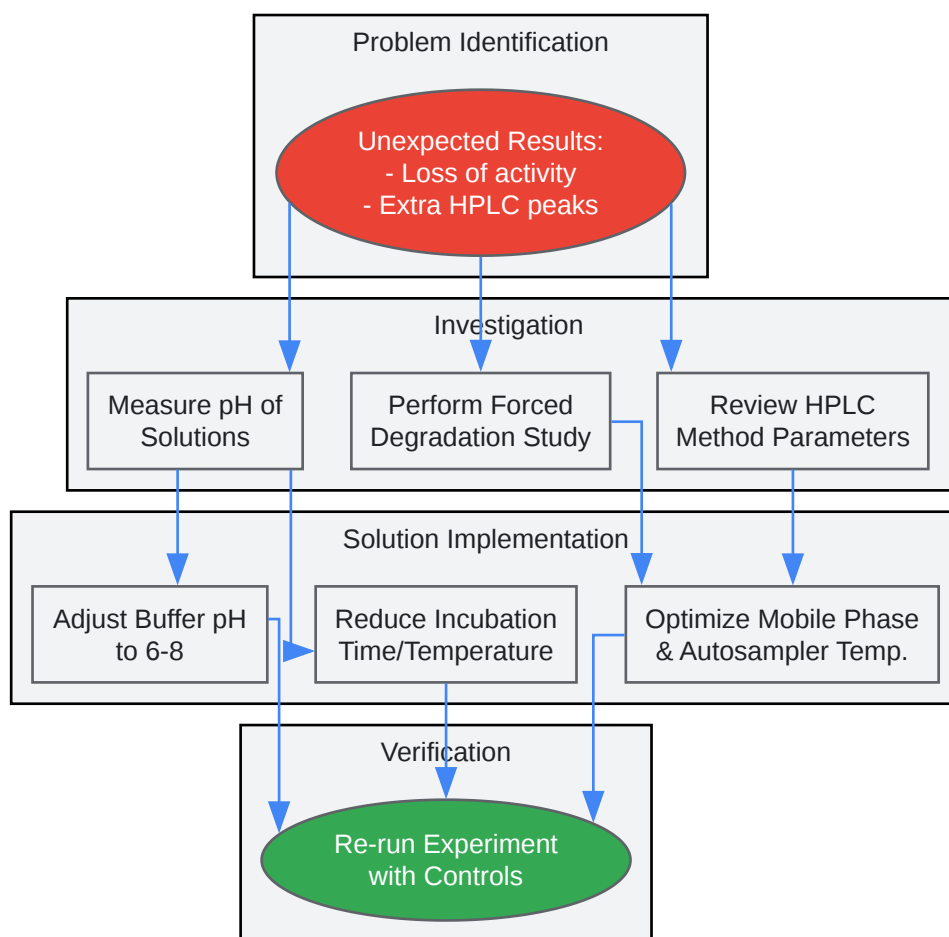 Problem Identification
Unexpected Results:
- Loss of activity
- Extra HPLC peaks
Investigation
Measure pH of
Solutions
Perform Forced
Degradation Study
Review HPLC
Method Parameters
Solution Implementation
Adjust Buffer pH
to 6-8
Reduce Incubation
Time/Temperature
Optimize Mobile Phase
& Autosampler Temp.
Verification
Re-run Experiment
with Controls